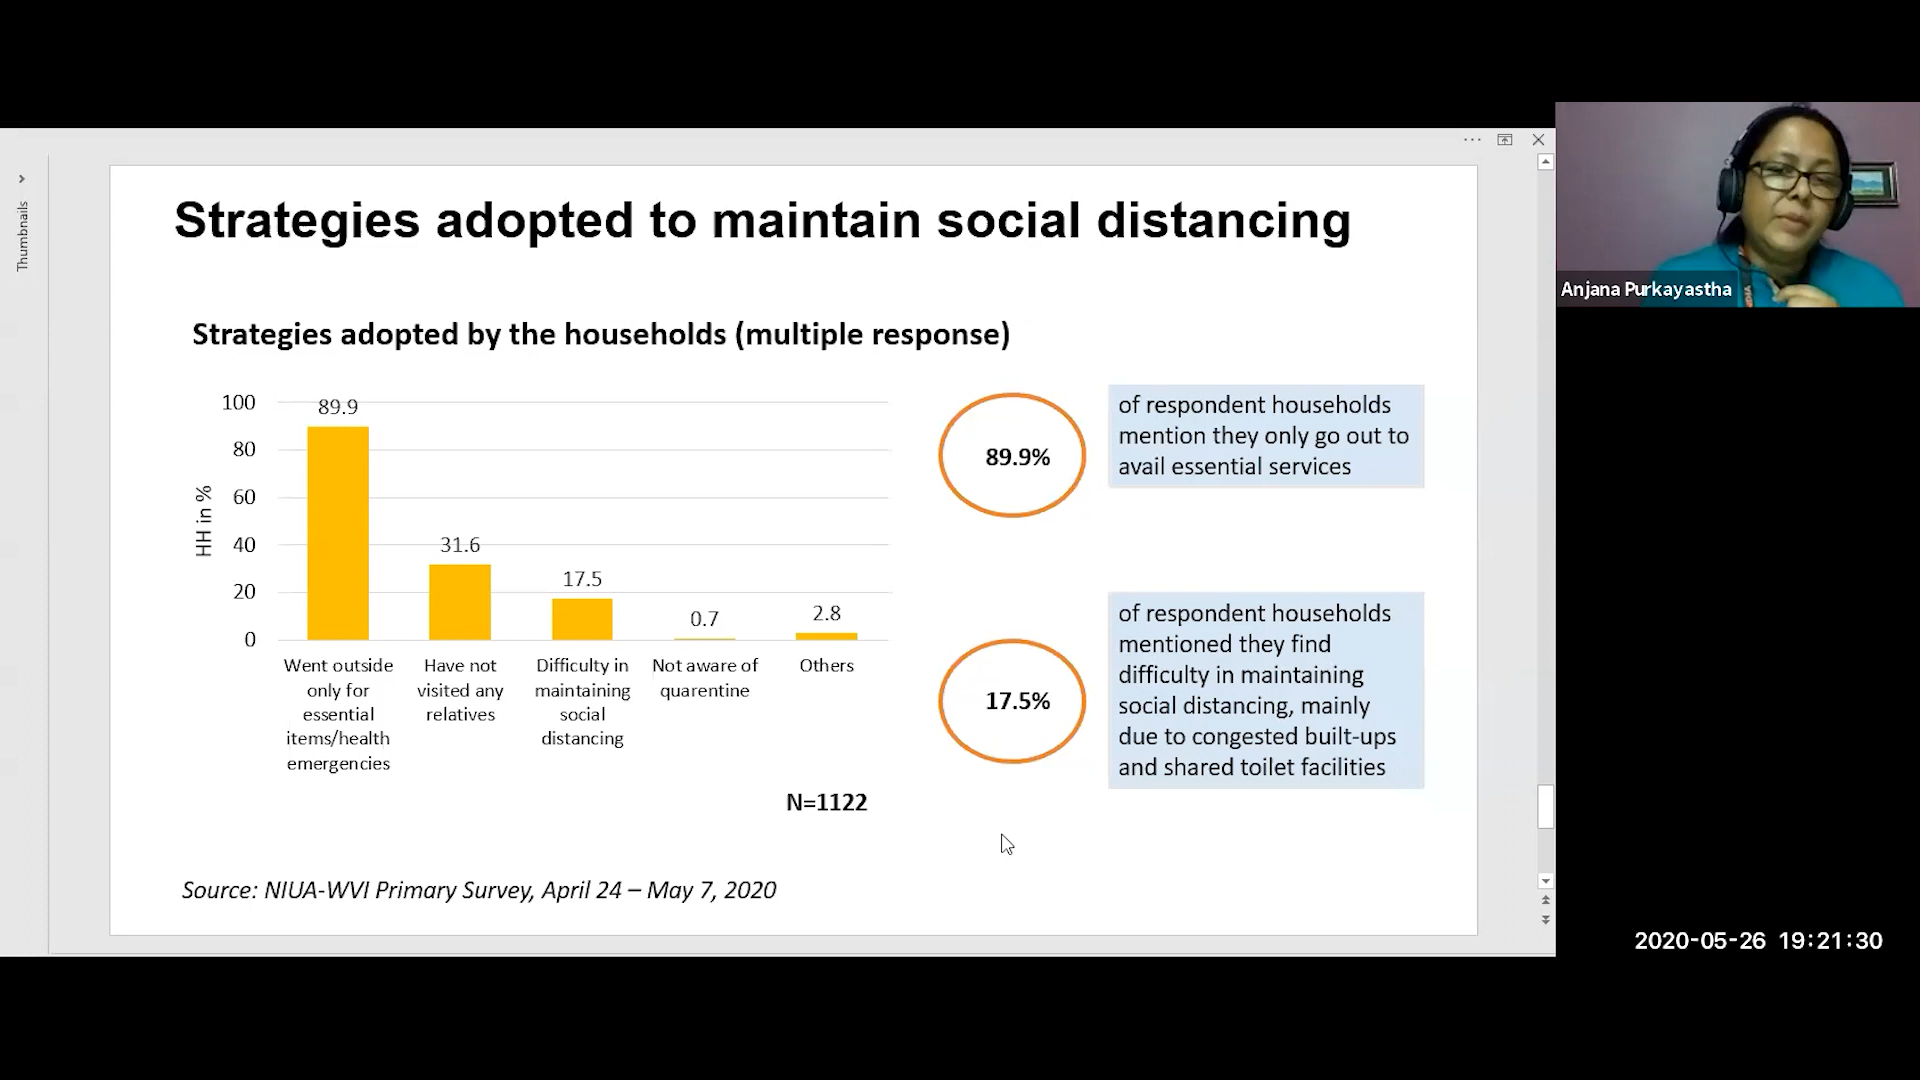 Thumbnails
Strategies adopted to maintain social distancing
Strategies adopted by the households (multiple response)
HH in %
100
80
60
40
20
0
89.9
31.6
17.5
0.7
2.8
Went outside
only for
essential
items/health
emergencies
Have not
visited any
relatives
Difficulty in
maintaining
social
distancing
Not aware of
quarentine
Others
N=1122
89.9%
of respondent households
mention they only go out to
avail essential services
17.5%
of respondent households
mentioned they find
difficulty in maintaining
social distancing, mainly
due to congested built-ups
and shared toilet facilities
Source: NIUA-WVI Primary Survey, April 24 – May 7, 2020
Anjana Purkayastha
2020-05-26 19:21:30